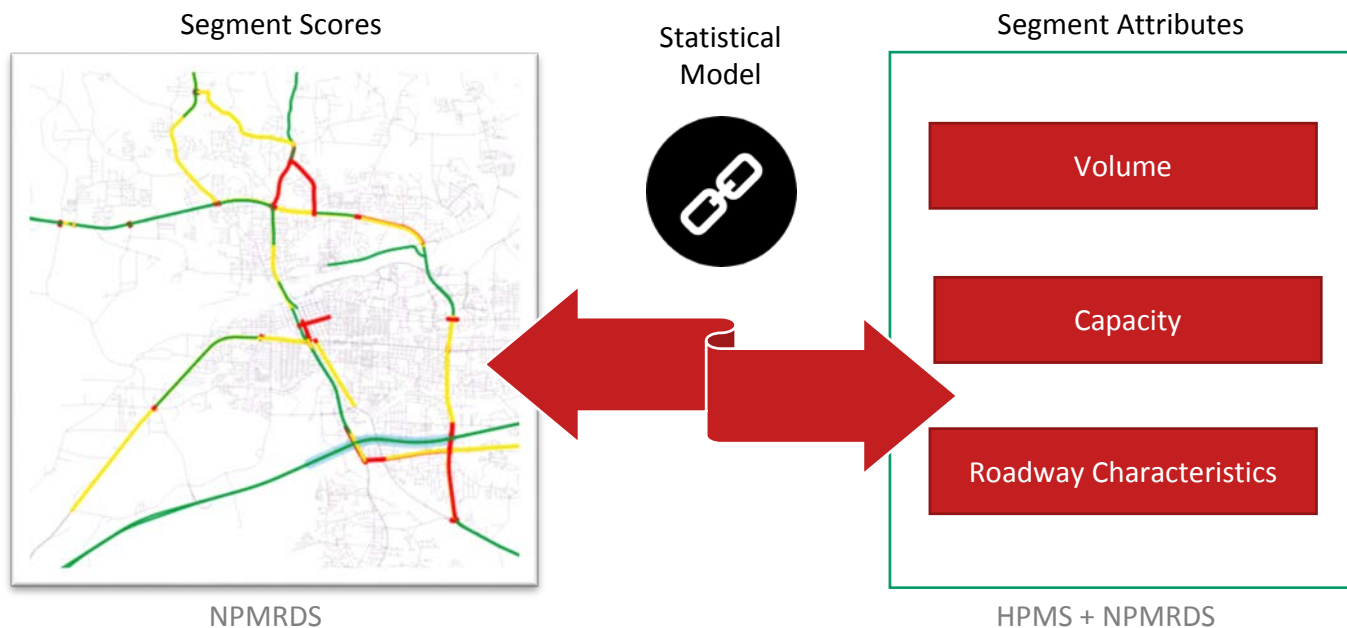 Segment Scores
Statistical
Model
Segment Attributes
Volume
Capacity
Roadway Characteristics
NPMRDS
HPMS + NPMRDS